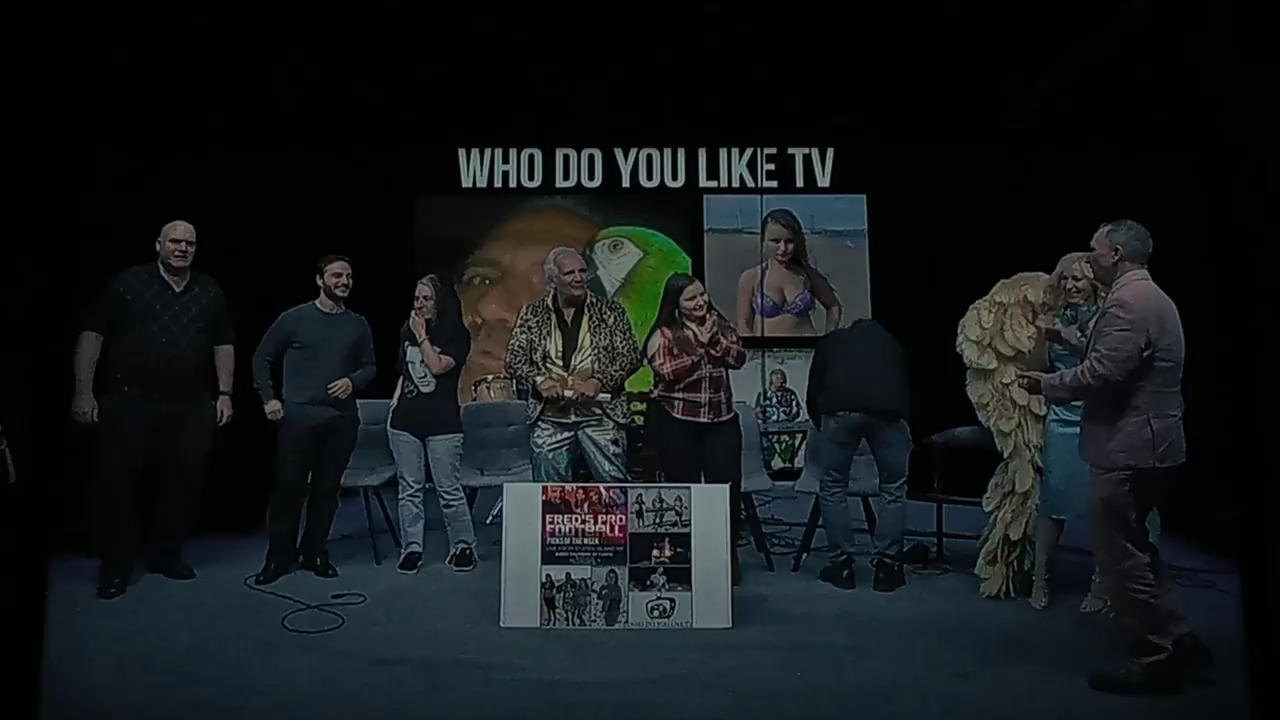 WHO DO YOU LIKE TV
FRED'S PRO
FOOTBALL
PICKS OF THE WEEK